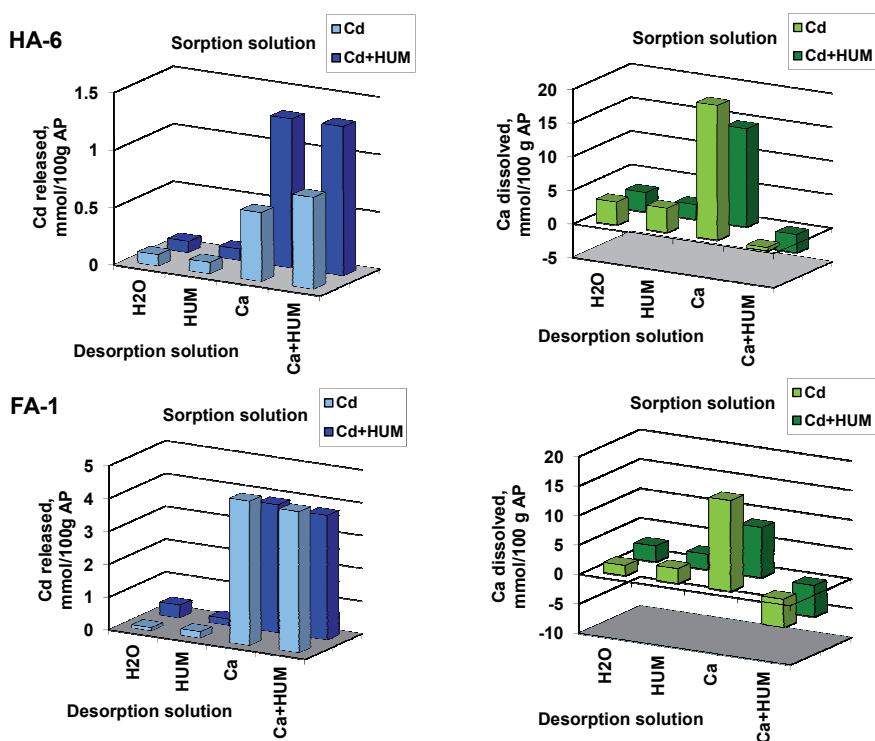 HA-6
Sorption solution
Cd
Cd+HUM
Cd released,
mmol/100g AP
1.5
1
0.5
0
H2O
HUM
Ca
Ca+HUM
Desorption solution
Sorption solution
Cd
Cd+HUM
Ca dissolved,
mmol/100 g AP
20
15
10
5
0
-5
H2O
HUM
Ca
Ca+HUM
Desorption solution
FA-1
Sorption solution
Cd
Cd+HUM
Cd released,
mmol/100g AP
5
4
3
2
1
0
H2O
HUM
Ca
Ca+HUM
Desorption solution
Sorption solution
Cd
Cd+HUM
Ca dissolved,
mmol/100 g AP
20
15
10
5
0
-5
-10
H2O
HUM
Ca
Ca+HUM
Desorption solution